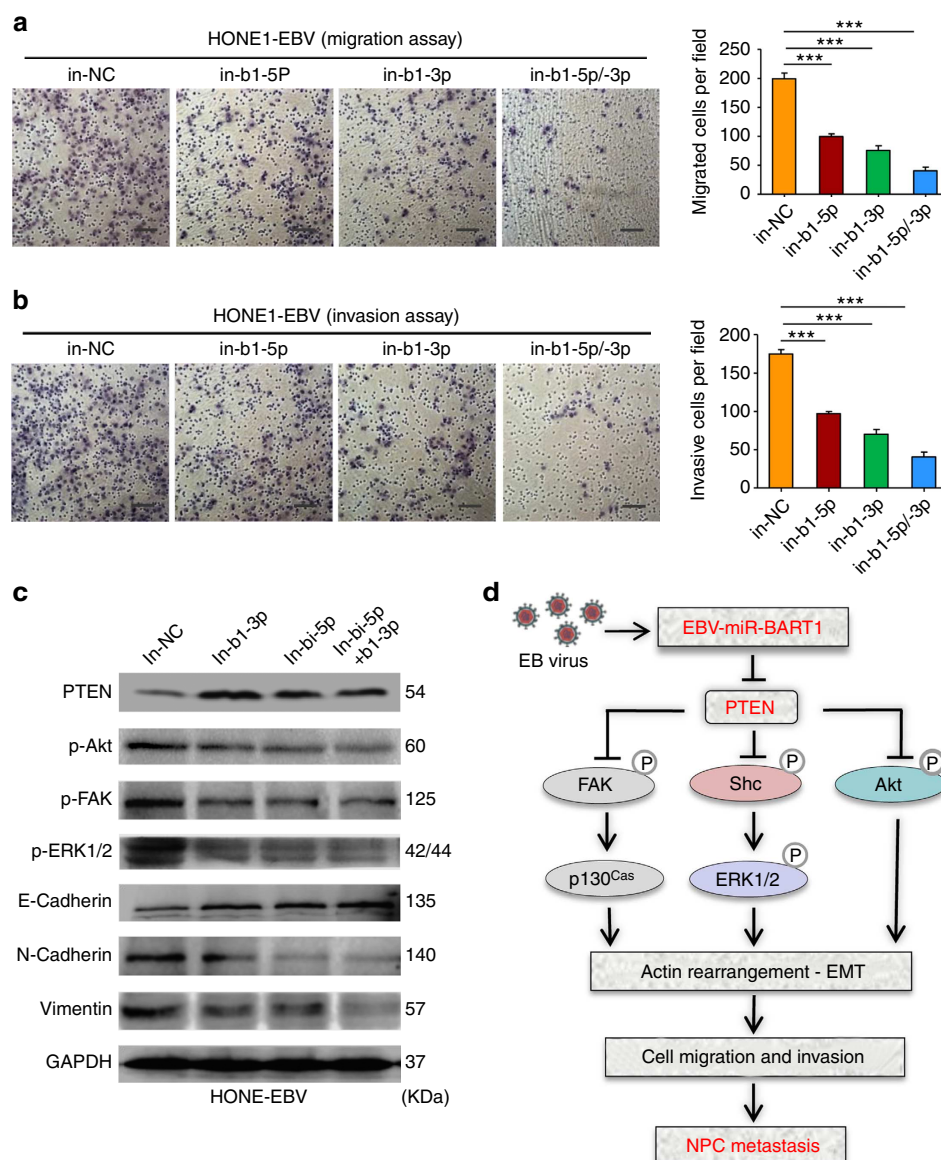 a
HONE1-EBV (migration assay)
in-NC
in-b1-5P
in-b1-3p
in-b1-5p/-3p
Migrated cells per field
250
200
150
100
50
0
***
***
***
in-NC
in-b1-5p
in-b1-3p
in-b1-5p/-3p
b
HONE1-EBV (invasion assay)
in-NC
in-b1-5p
in-b1-3p
in-b1-5p/-3p
Invasive cells per field
200
150
100
50
0
***
***
***
in-NC
in-b1-5p
in-b1-3p
in-b1-5p/-3p
c
In-NC
In-b1-3p
In-bi-5p
In-bi-5p
+b1-3p
PTEN 54
p-Akt 60
p-FAK 125
p-ERK1/2 42/44
E-Cadherin 135
N-Cadherin 140
Vimentin 57
GAPDH 37
HONE-EBV (KDa)
d
EB virus
EBV-miR-BART1
PTEN
FAK P
Shc P
Akt P
p130Cas
ERK1/2 P
Actin rearrangement - EMT
Cell migration and invasion
NPC metastasis